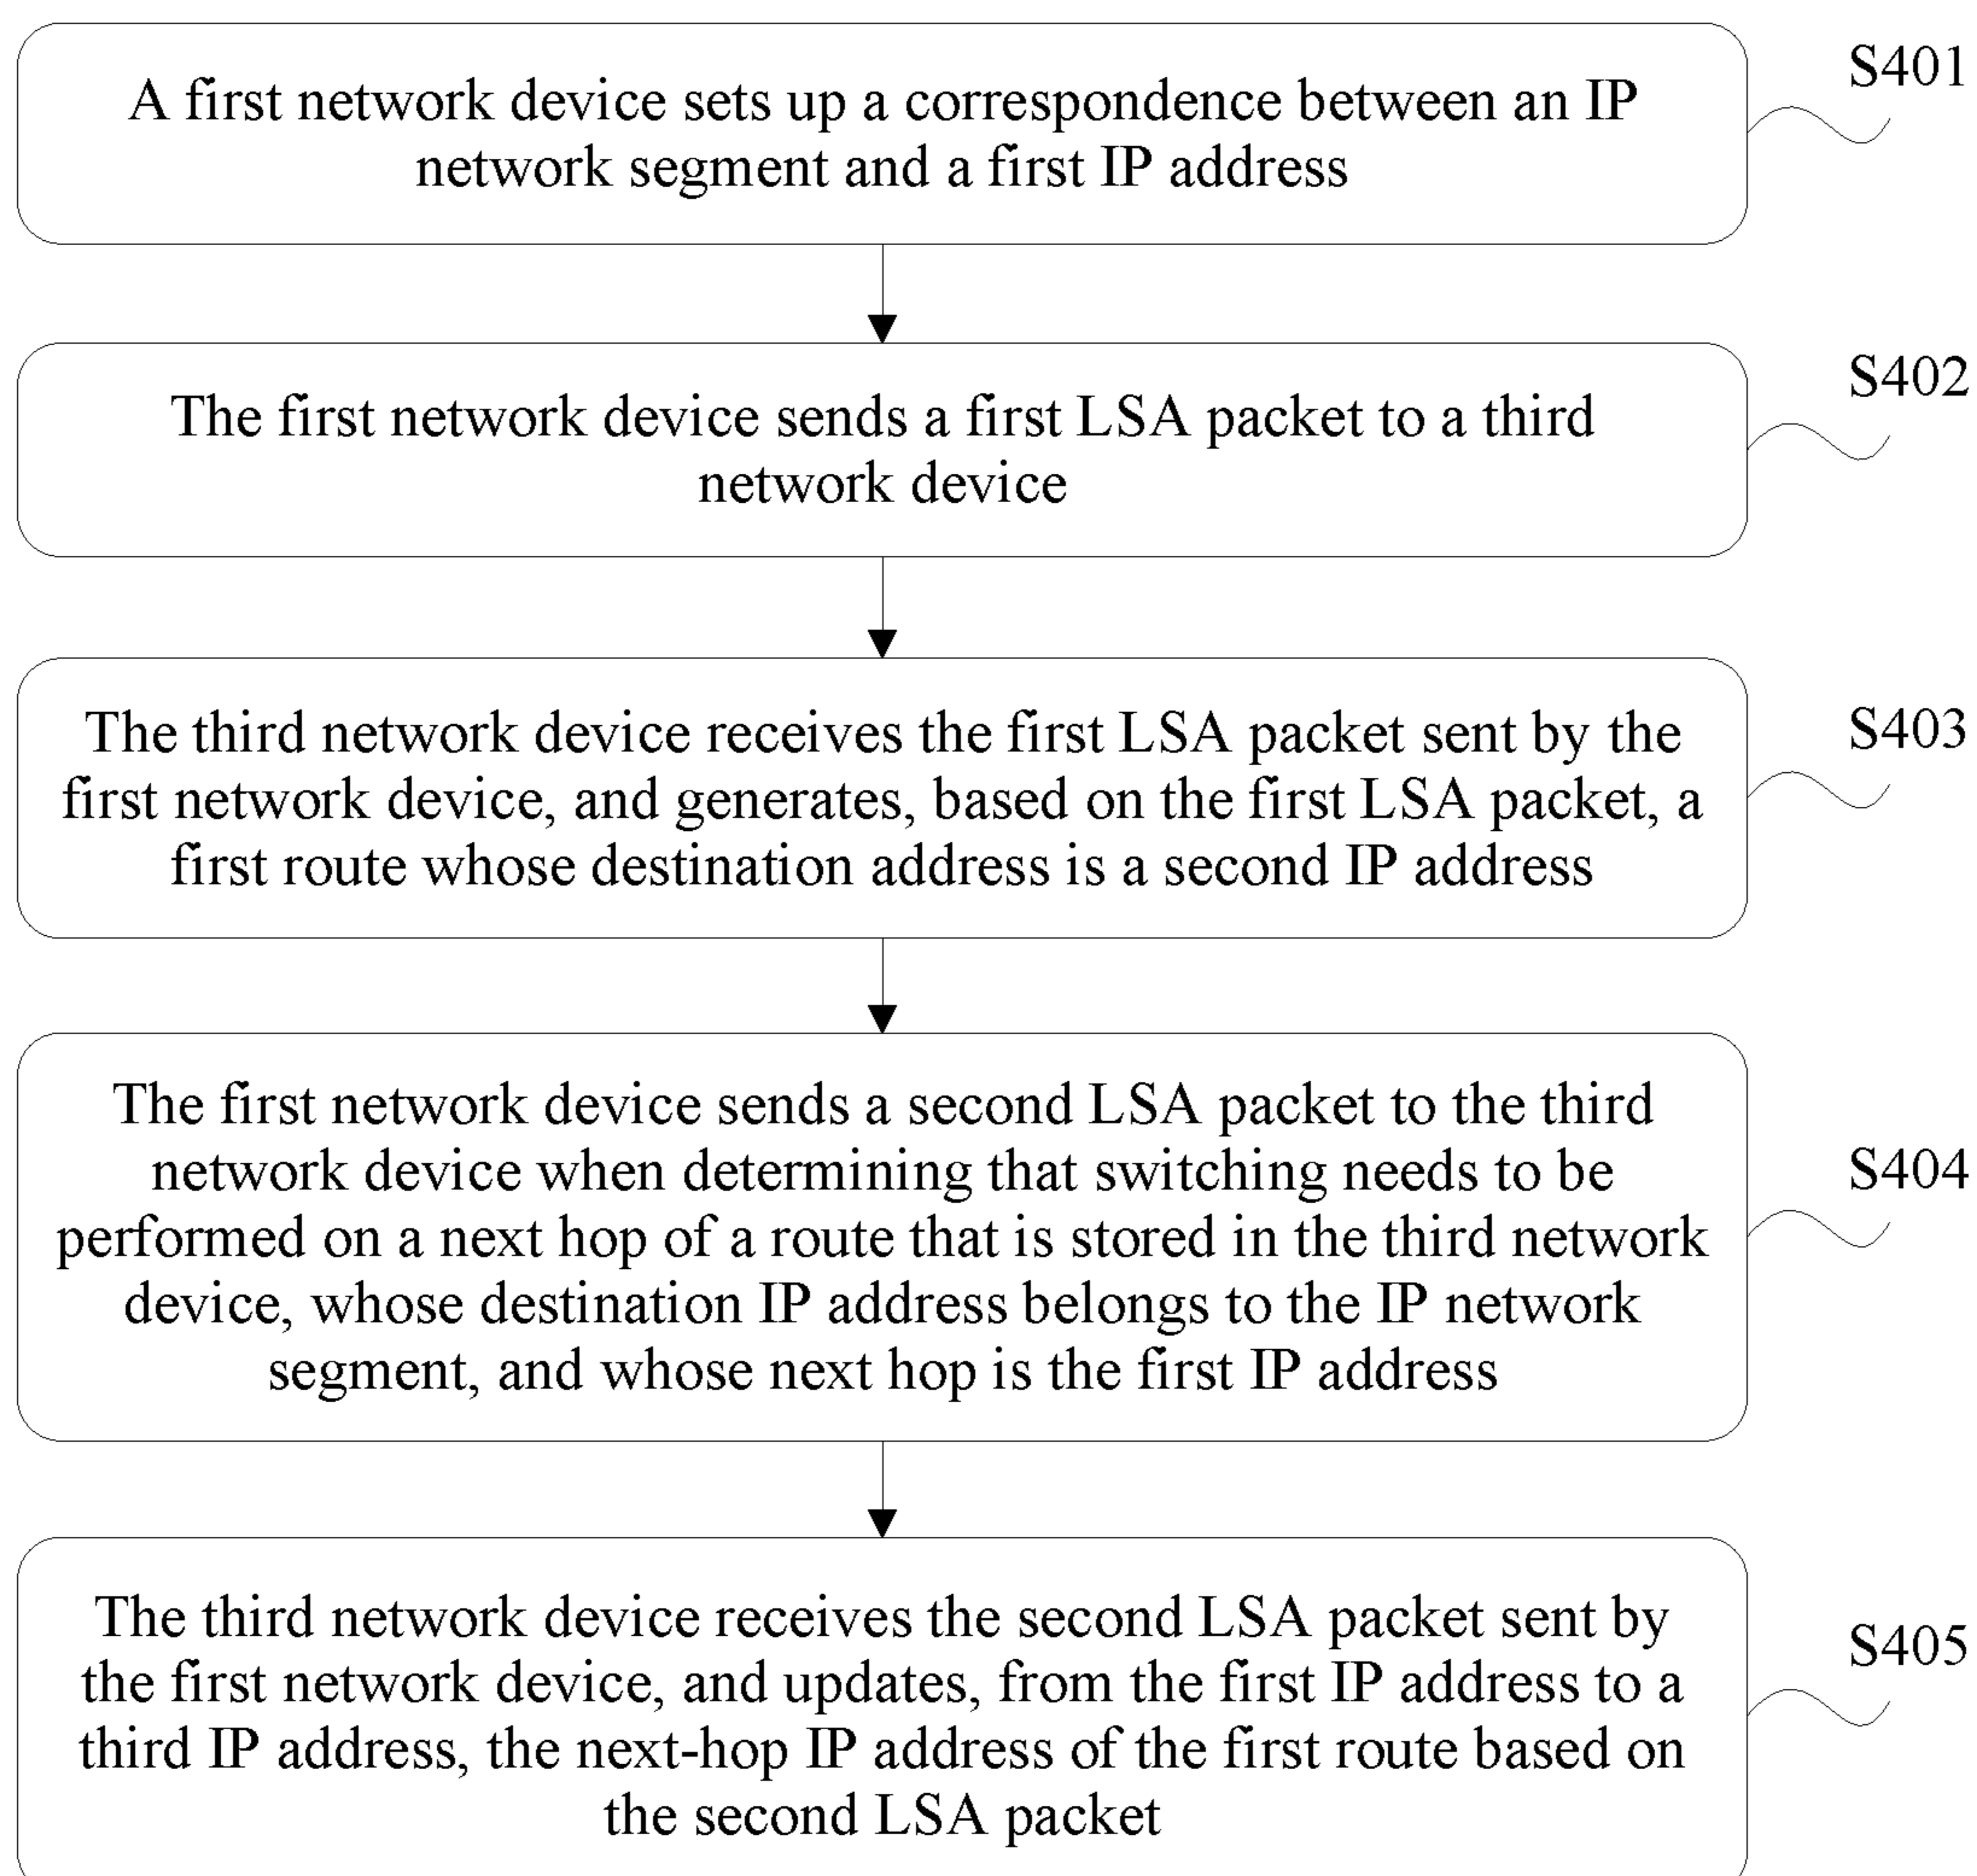 A first network device sets up a correspondence between an IP
network segment and a first IP address
S401
The first network device sends a first LSA packet to a third
network device
S402
The third network device receives the first LSA packet sent by the
first network device, and generates, based on the first LSA packet, a
first route whose destination address is a second IP address
S403
The first network device sends a second LSA packet to the third
network device when determining that switching needs to be
performed on a next hop of a route that is stored in the third network
device, whose destination IP address belongs to the IP network
segment, and whose next hop is the first IP address
S404
The third network device receives the second LSA packet sent by
the first network device, and updates, from the first IP address to a
third IP address, the next-hop IP address of the first route based on
the second LSA packet
S405